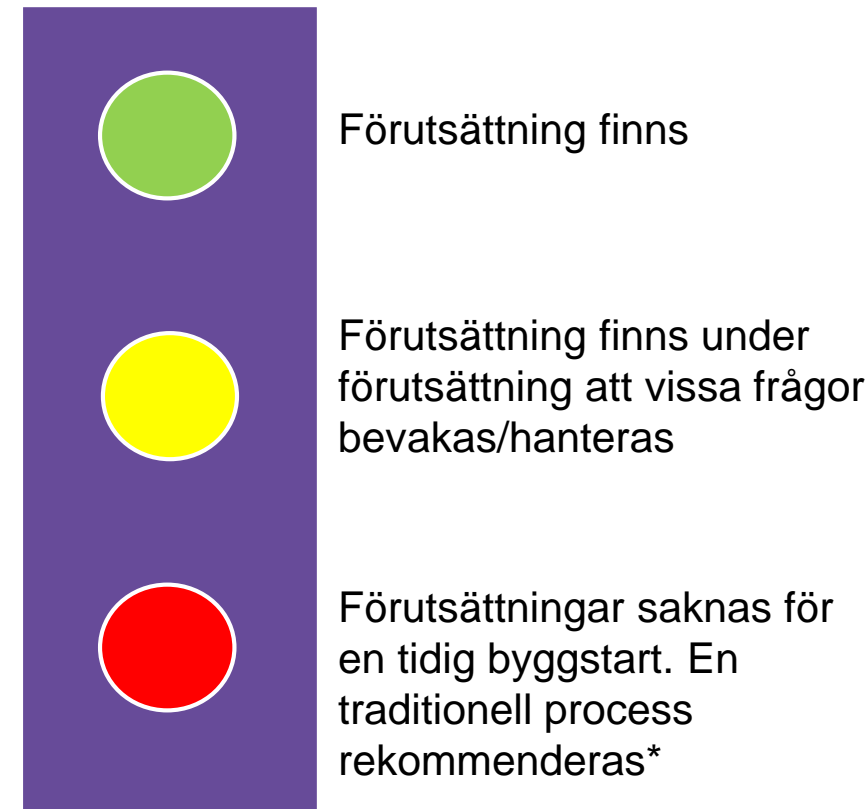 Förutsättning finns
Förutsättning finns under
förutsättning att vissa frågor
bevakas/hanteras
Förutsättningar saknas för
en tidig byggstart. En
traditionell process
rekommenderas*